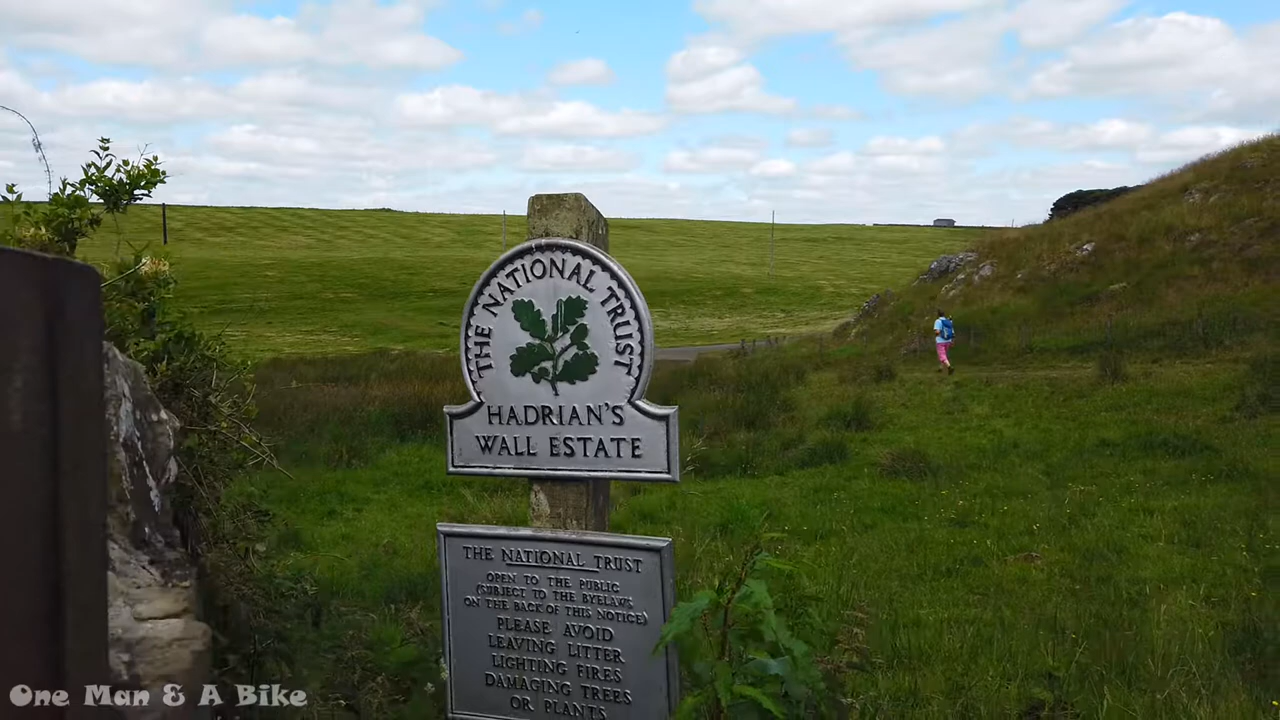 THE NATIONAL TRUST
HADRIAN'S
WALL ESTATE
THE NATIONAL TRUST
OPEN TO THE PUBLIC
(SUBJECT TO THE BYELAWS
ON THE BACK OF THIS NOTICE)
PLEASE AVOID
LEAVING LITTER
LIGHTING FIRES
DAMAGING TREES
OR PLANTS
One Man & A Bike